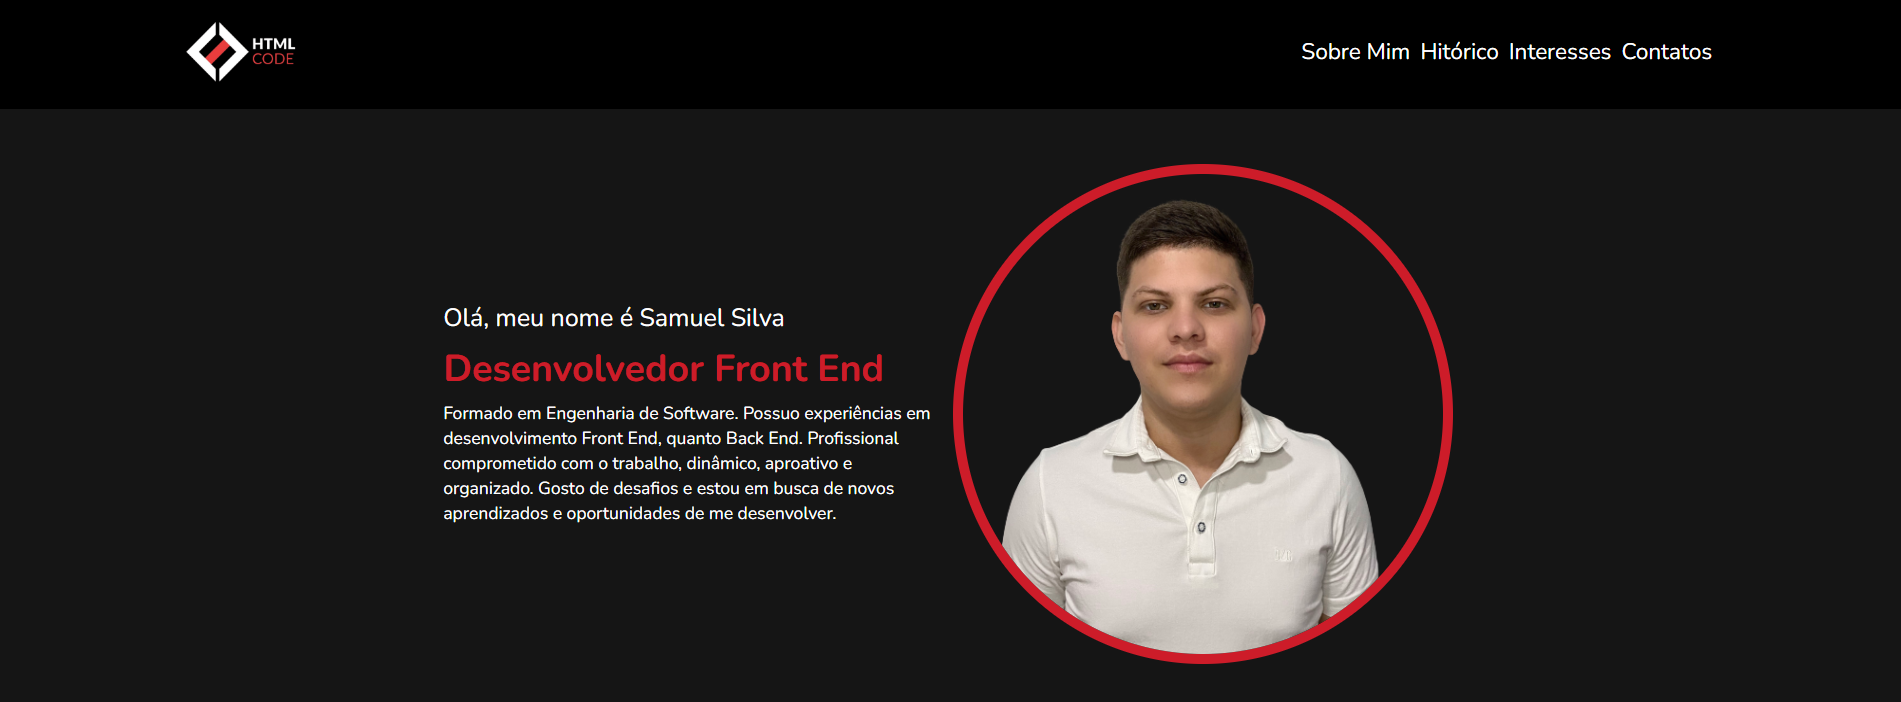 HTML
CODE
Sobre Mim Hitórico Interesses Contatos
Olá, meu nome é Samuel Silva
Desenvolvedor Front End
Formado em Engenharia de Software. Possuo experiências em
desenvolvimento Front End, quanto Back End. Profissional
comprometido com o trabalho, dinâmico, aproativo e
organizado. Gosto de desafios e estou em busca de novos
aprendizados e oportunidades de me desenvolver.